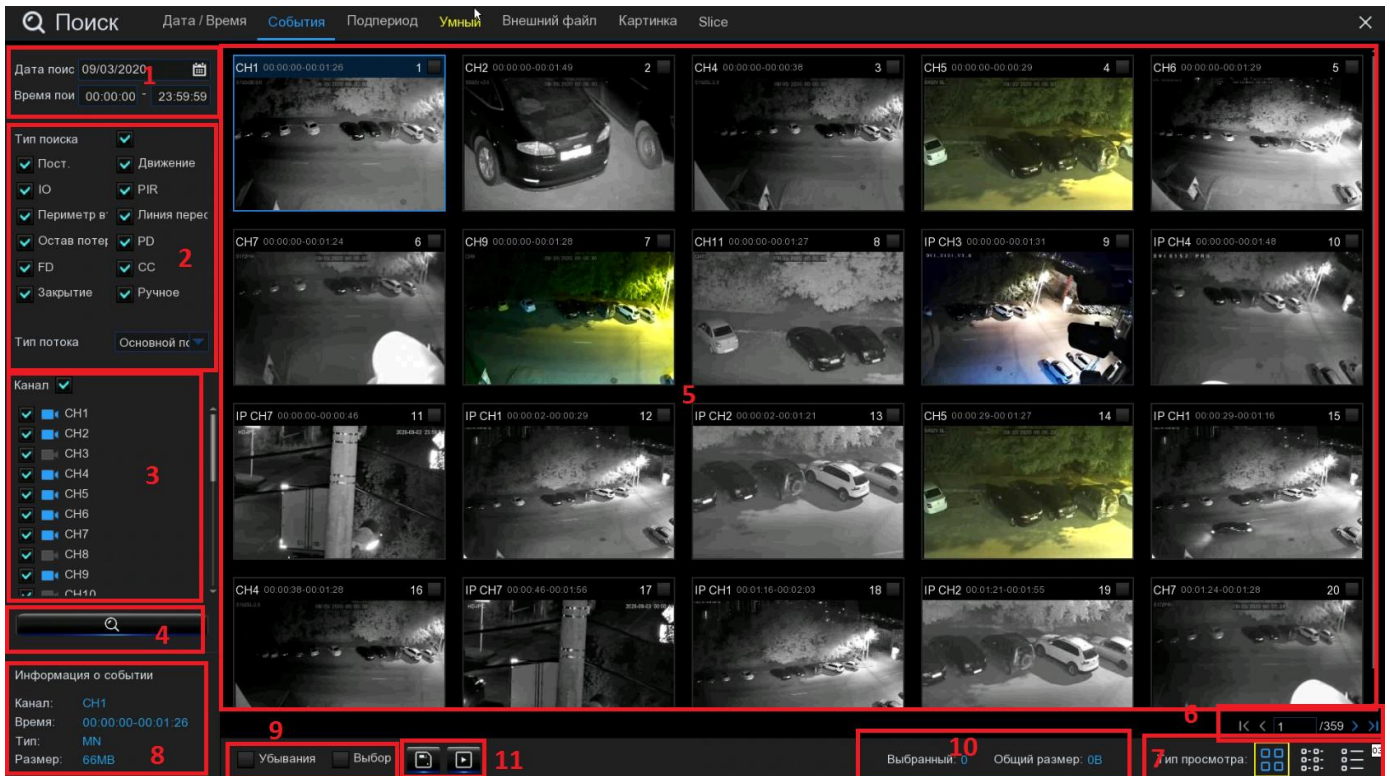 Поиск Дата / Время События Подпериод Умный Внешний файл Картинка Slice
Дата поис 09/03/2020
1
Время пои 00:00:00 - 23:59:59
Тип поиска
Пост. Движение
IO PIR
Периметр в Линия перес
Остав потер PD
2
FD CC
Закрытие Ручное
Тип потока Основной по
Канал
CH1
CH2
CH3
CH4
3
CH5
CH6
CH7
CH8
CH9
CH10
4
Информация о событии
Канал: CH1
Время: 00:00:00-00:01:26
Тип: MN
Размер: 66MB
8
CH1 00:00:00-00:01:26 1
CH2 00:00:00-00:01:49 2
CH4 00:00:00-00:00:38 3
CH5 00:00:00-00:00:29 4
CH6 00:00:00-00:01:29 5
CH7 00:00:00-00:01:24 6
CH9 00:00:00-00:01:28 7
CH11 00:00:00-00:01:27 8
IP CH3 00:00:00-00:01:31 9
IP CH4 00:00:00-00:01:48 10
5
IP CH7 00:00:00-00:00:46 11
IP CH1 00:00:02-00:00:29 12
IP CH2 00:00:02-00:01:21 13
CH5 00:00:29-00:01:27 14
IP CH1 00:00:29-00:01:16 15
CH4 00:00:38-00:01:28 16
IP CH7 00:00:46-00:01:56 17
IP CH1 00:01:16-00:02:03 18
IP CH2 00:01:21-00:01:55 19
CH7 00:01:24-00:01:28 20
6
1 /359
9
Убывания Выбор
11
10
Выбранный: 0 Общий размер: 0B
7
Тип просмотра: